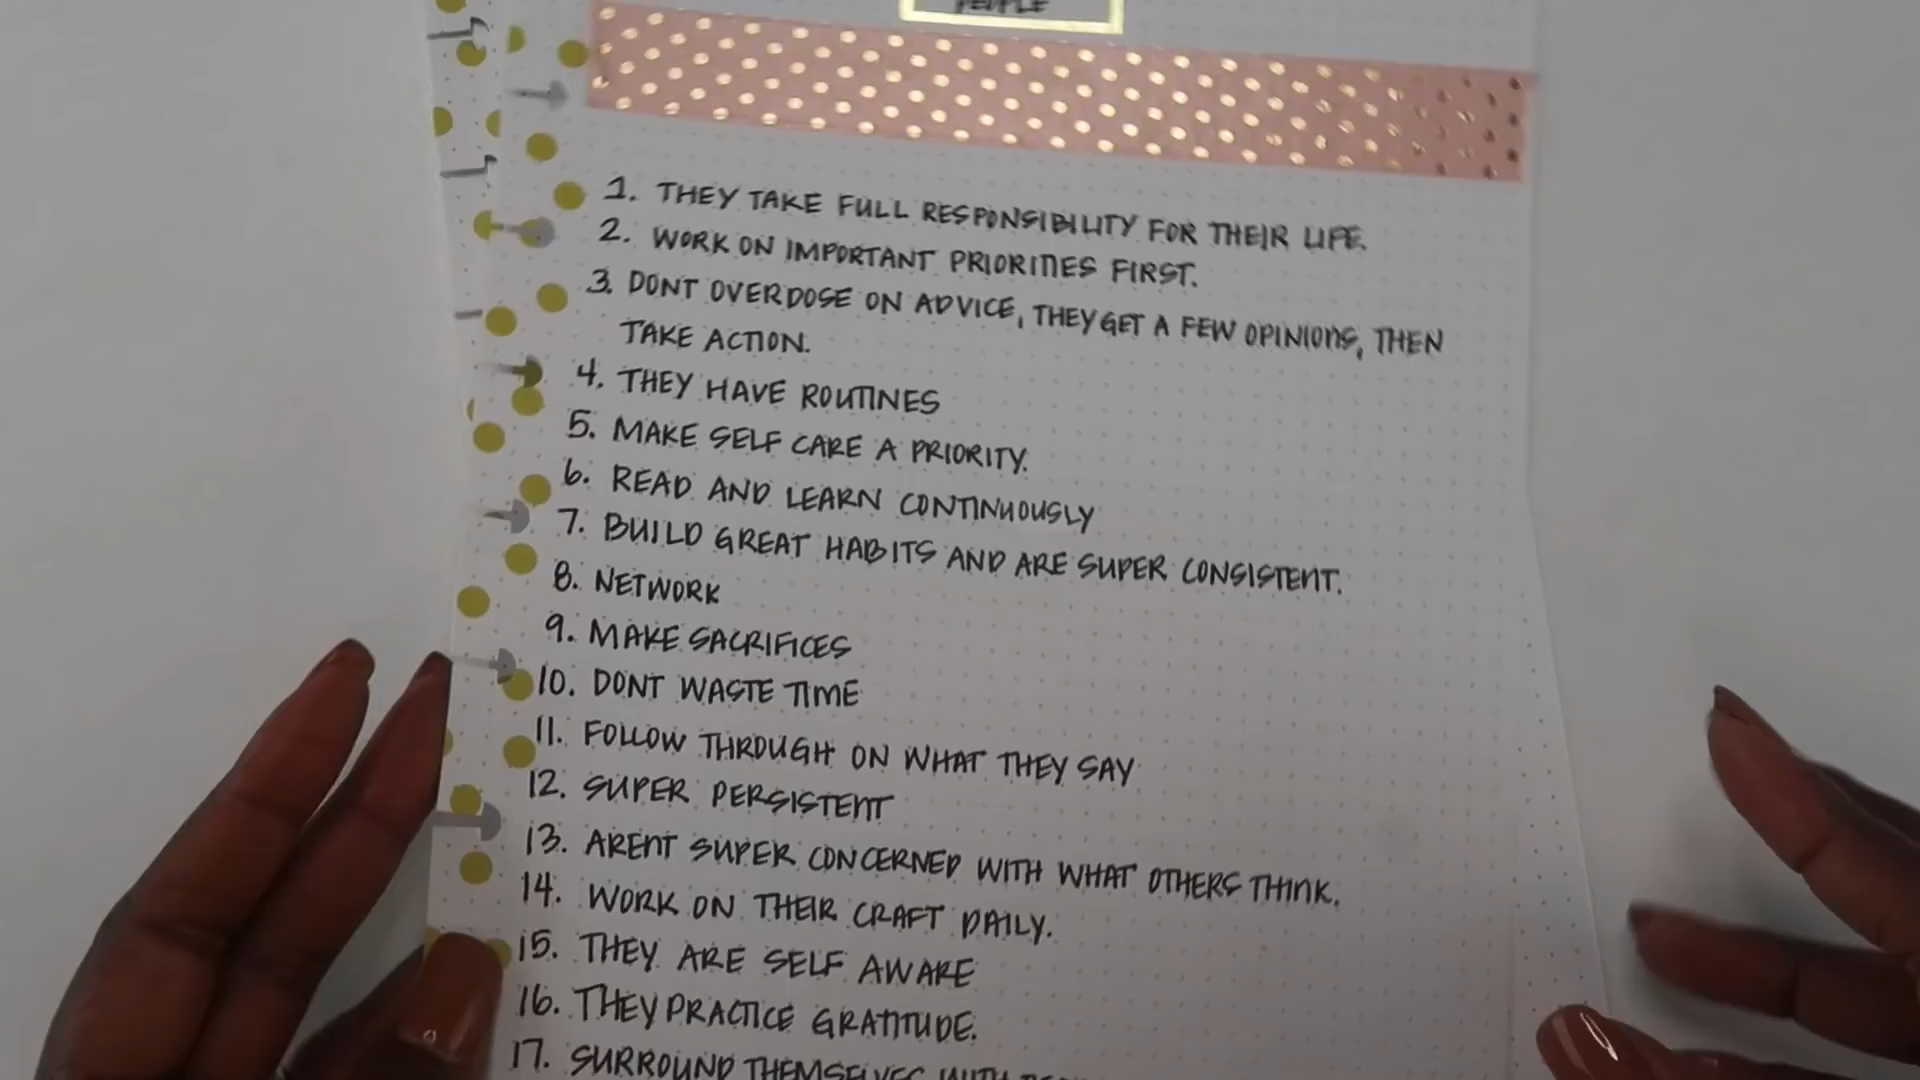 PEOPLE
1. THEY TAKE FULL RESPONSIBILITY FOR THEIR LIFE.
2. WORK ON IMPORTANT PRIORITIES FIRST.
3. DONT OVERDOSE ON ADVICE, THEY GET A FEW OPINIONS, THEN
TAKE ACTION.
4. THEY HAVE ROUTINES
5. MAKE SELF CARE A PRIORITY.
6. READ AND LEARN CONTINUOUSLY
7. BUILD GREAT HABITS AND ARE SUPER CONSISTENT.
8. NETWORK
9. MAKE SACRIFICES
10. DONT WASTE TIME
11. FOLLOW THROUGH ON WHAT THEY SAY
12. SUPER PERSISTENT
13. ARENT SUPER CONCERNED WITH WHAT OTHERS THINK.
14. WORK ON THEIR CRAFT DAILY.
15. THEY ARE SELF AWARE
16. THEY PRACTICE GRATITUDE.
17. SURROUND THEMSELVES WITH